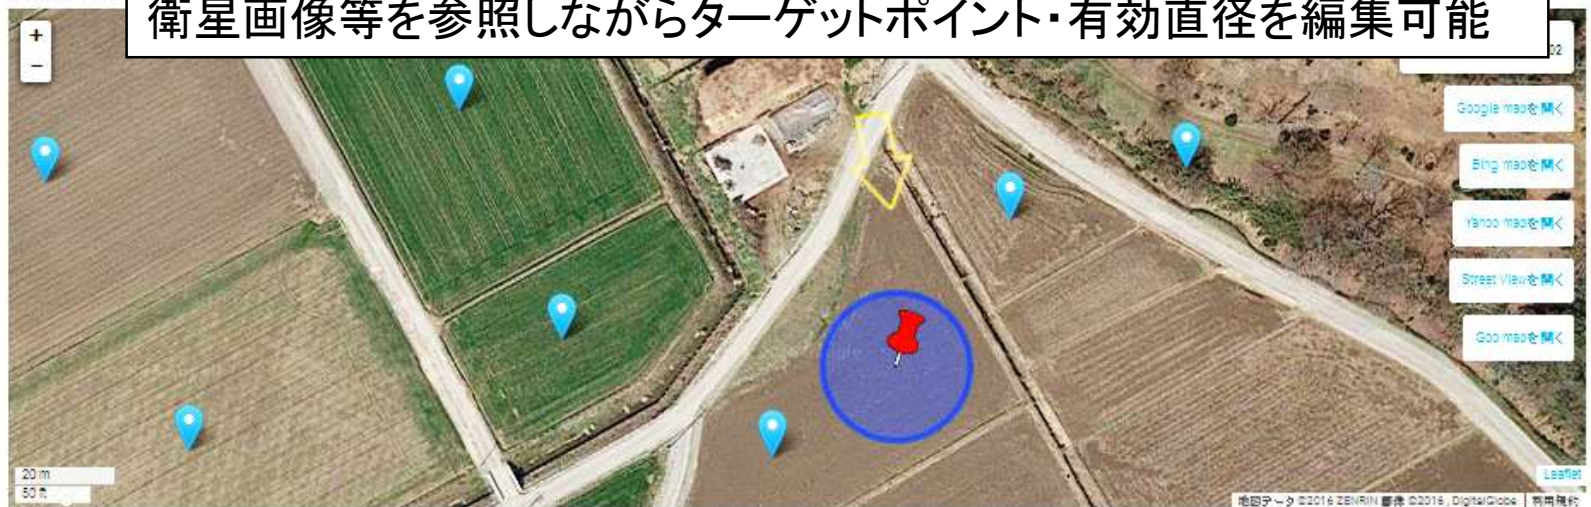 衛星画像等を参照しながらターゲットポイント・有効直径を編集可能
+
−
02
Google mapを開く
Bing mapを開く
Yahoo mapを開く
Street Viewを開く
Goo mapを開く
20 m
50 ft
Leaflet
地図データ ©2016 ZENRIN 画像 ©2016 , DigitalGlobe 利用規約